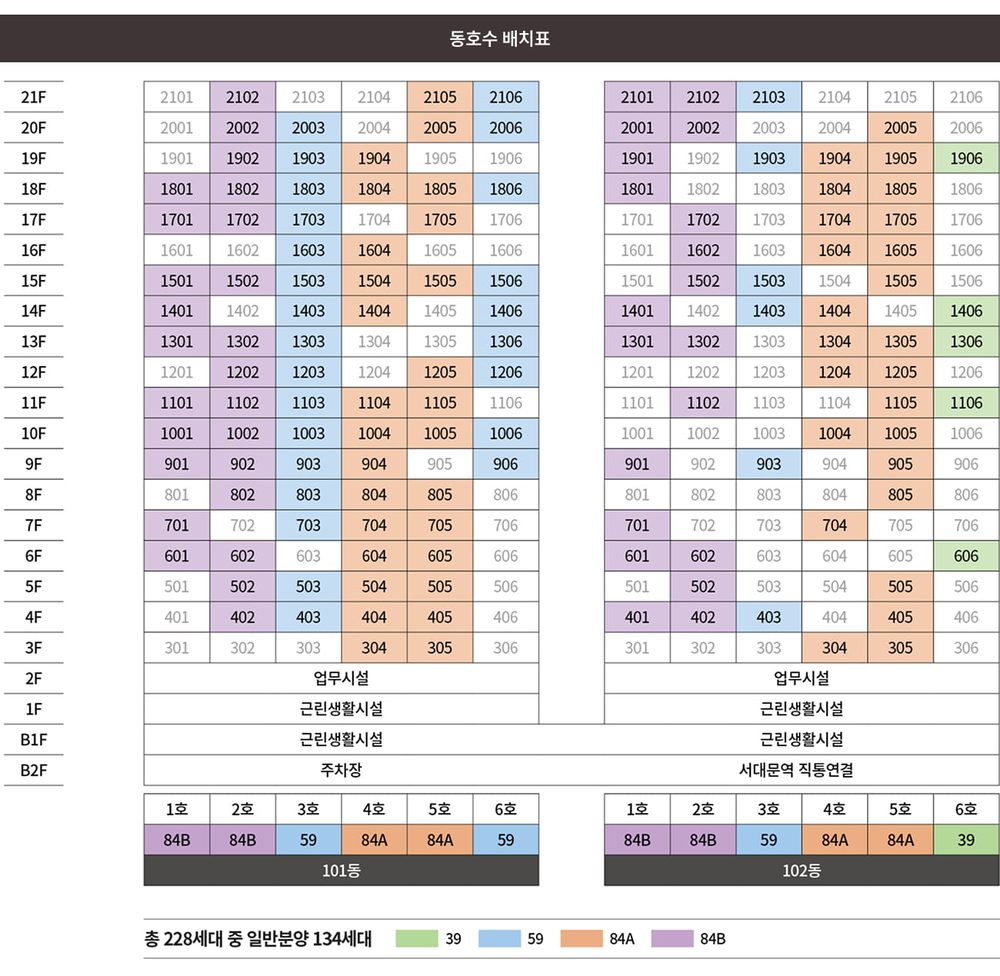 동호수 배치표
21F 2101 2102 2103 2104 2105 2106 2101 2102 2103 2104 2105 2106
20F 2001 2002 2003 2004 2005 2006 2001 2002 2003 2004 2005 2006
19F 1901 1902 1903 1904 1905 1906 1901 1902 1903 1904 1905 1906
18F 1801 1802 1803 1804 1805 1806 1801 1802 1803 1804 1805 1806
17F 1701 1702 1703 1704 1705 1706 1701 1702 1703 1704 1705 1706
16F 1601 1602 1603 1604 1605 1606 1601 1602 1603 1604 1605 1606
15F 1501 1502 1503 1504 1505 1506 1501 1502 1503 1504 1505 1506
14F 1401 1402 1403 1404 1405 1406 1401 1402 1403 1404 1405 1406
13F 1301 1302 1303 1304 1305 1306 1301 1302 1303 1304 1305 1306
12F 1201 1202 1203 1204 1205 1206 1201 1202 1203 1204 1205 1206
11F 1101 1102 1103 1104 1105 1106 1101 1102 1103 1104 1105 1106
10F 1001 1002 1003 1004 1005 1006 1001 1002 1003 1004 1005 1006
9F 901 902 903 904 905 906 901 902 903 904 905 906
8F 801 802 803 804 805 806 801 802 803 804 805 806
7F 701 702 703 704 705 706 701 702 703 704 705 706
6F 601 602 603 604 605 606 601 602 603 604 605 606
5F 501 502 503 504 505 506 501 502 503 504 505 506
4F 401 402 403 404 405 406 401 402 403 404 405 406
3F 301 302 303 304 305 306 301 302 303 304 305 306
2F 업무시설 업무시설
1F 근린생활시설 근린생활시설
B1F 근린생활시설 근린생활시설
B2F 주차장 서대문역 직통연결
1호 2호 3호 4호 5호 6호 1호 2호 3호 4호 5호 6호
84B 84B 59 84A 84A 59 84B 84B 59 84A 84A 39
101동 102동
총 228세대 중 일반분양 134세대 39 59 84A 84B